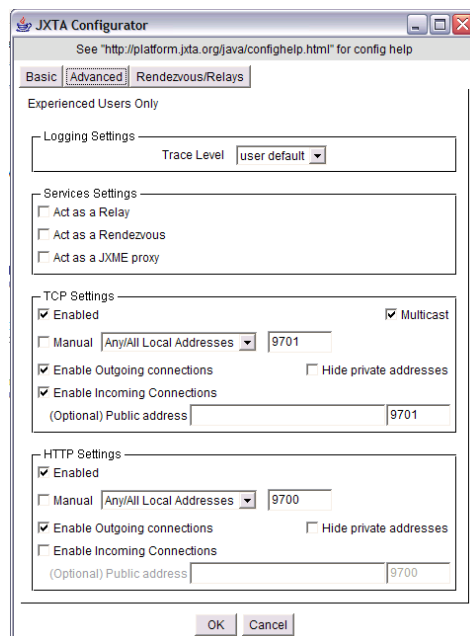 JXTA Configurator
See "http://platform.jxta.org/java/confighelp.html" for config help
Basic Advanced Rendezvous/Relays
Experienced Users Only
Logging Settings
Trace Level user default
Services Settings
Act as a Relay
Act as a Rendezvous
Act as a JXME proxy
TCP Settings
Enabled Multicast
Manual Any/All Local Addresses 9701
Enable Outgoing connections Hide private addresses
Enable Incoming Connections
(Optional) Public address 9701
HTTP Settings
Enabled
Manual Any/All Local Addresses 9700
Enable Outgoing connections Hide private addresses
Enable Incoming Connections
(Optional) Public address 9700
OK Cancel